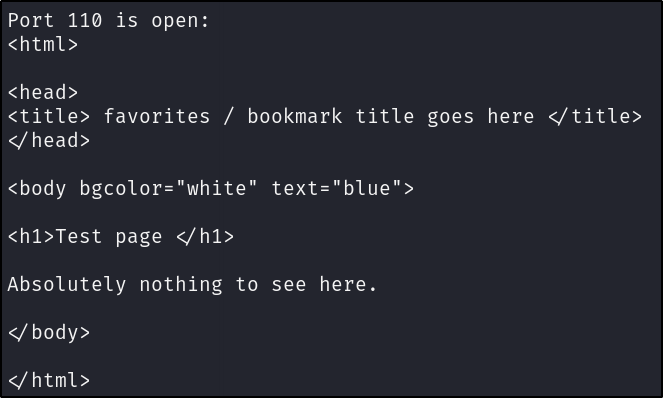 Port 110 is open:
<html>
<head>
<title> favorites / bookmark title goes here </title>
</head>
<body bgcolor="white" text="blue">
<h1>Test page </h1>
Absolutely nothing to see here.
</body>
</html>